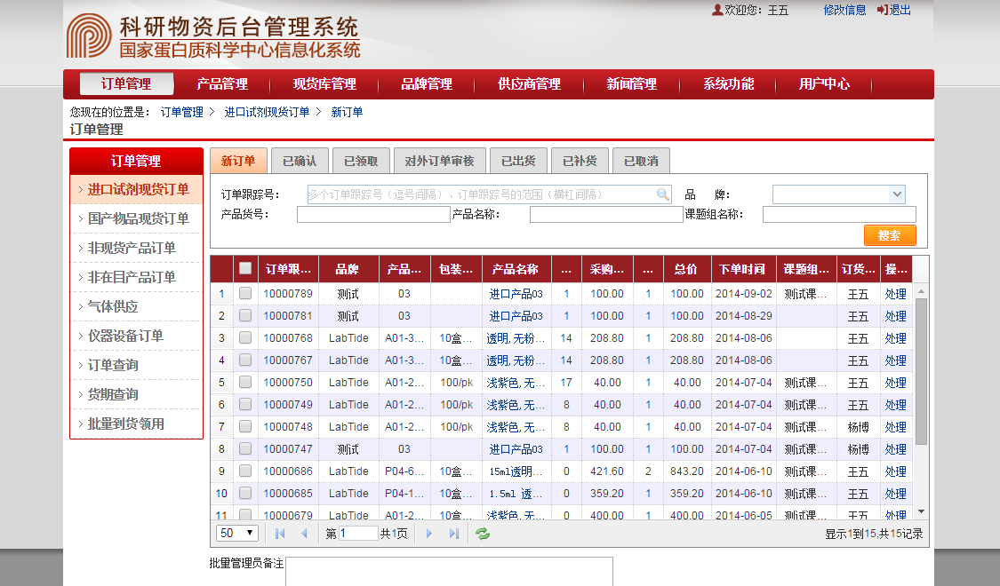 欢迎您：王五 修改信息 退出
科研物资后台管理系统
国家蛋白质科学中心信息化系统
订单管理 产品管理 现货库管理 品牌管理 供应商管理 新闻管理 系统功能 用户中心
您现在的位置是： 订单管理 > 进口试剂现货订单 > 新订单
订单管理
订单管理
> 进口试剂现货订单
> 国产物品现货订单
> 非现货产品订单
> 非在目产品订单
> 气体供应
> 仪器设备订单
> 订单查询
> 货期查询
> 批量到货领用
新订单 已确认 已领取 对外订单审核 已出货 已补货 已取消
订单跟踪号： 多个订单跟踪号（逗号间隔）、订单跟踪号的范围（横杠间隔） 品 牌：
产品货号： 产品名称： 课题组名称：
搜索
订单跟... 品牌 产品... 包装... 产品名称 ... 采购... ... 总价 下单时间 课题组... 订货... 操...
1 10000789 测试 03 进口产品03 1 100.00 1 100.00 2014-09-02 测试课... 王五 处理
2 10000781 测试 03 进口产品03 1 100.00 1 100.00 2014-08-29 王五 处理
3 10000768 LabTide A01-3... 10盒... 透明,无粉... 14 208.80 1 208.80 2014-08-06 王五 处理
4 10000767 LabTide A01-3... 10盒... 透明,无粉... 14 208.80 1 208.80 2014-08-06 王五 处理
5 10000750 LabTide A01-2... 100/pk 浅紫色,无... 17 40.00 1 40.00 2014-07-04 测试课... 王五 处理
6 10000749 LabTide A01-2... 100/pk 浅紫色,无... 8 40.00 1 40.00 2014-07-04 测试课... 王五 处理
7 10000748 LabTide A01-2... 100/pk 浅紫色,无... 8 40.00 1 40.00 2014-07-04 测试课... 杨博 处理
8 10000747 测试 03 进口产品03 1 100.00 1 100.00 2014-07-04 测试课... 杨博 处理
9 10000686 LabTide P04-6... 10盒... 15ml透明... 0 421.60 2 843.20 2014-06-10 测试课... 王五 处理
10 10000685 LabTide P04-1... 10盒... 1.5ml 透... 0 359.20 1 359.20 2014-06-10 测试课... 王五 处理
11 10000679 LabTide A01-2... 10盒... 浅紫色,无... 0 400.00 1 400.00 2014-06-05 测试课... 王五 处理
50 第 1 共1页 显示1到15,共15记录
批量管理员备注